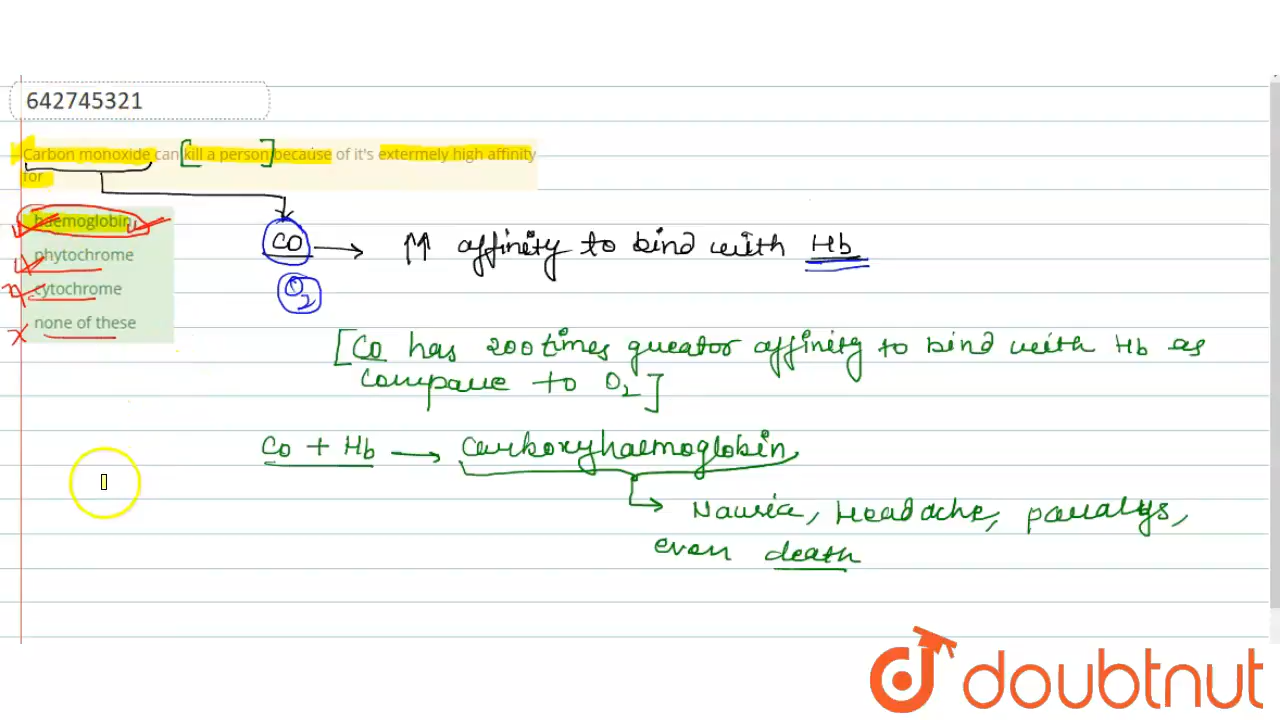 642745321
Carbon monoxide can [kill a person] because of it's extermely high affinity
for
haemoglobin
phytochrome
cytochrome
none of these
CO → ↑↑ affinity to bind with Hb
O2
[Co has 200 times greator affinity to bind with Hb as
compare to O2]
Co + Hb → Carboxyhaemoglobin
→ Nausia, Headache, paralys,
even death
doubtnut